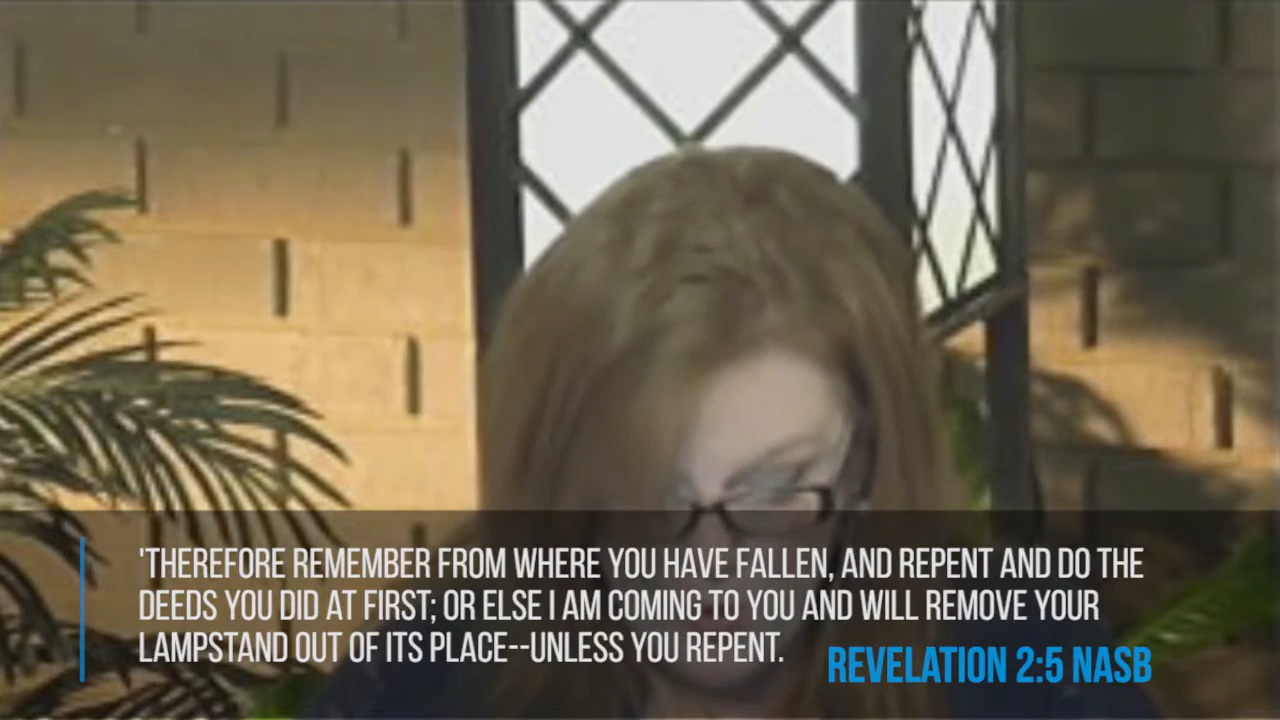 'THEREFORE REMEMBER FROM WHERE YOU HAVE FALLEN, AND REPENT AND DO THE
DEEDS YOU DID AT FIRST; OR ELSE I AM COMING TO YOU AND WILL REMOVE YOUR
LAMPSTAND OUT OF ITS PLACE--UNLESS YOU REPENT.
REVELATION 2:5 NASB